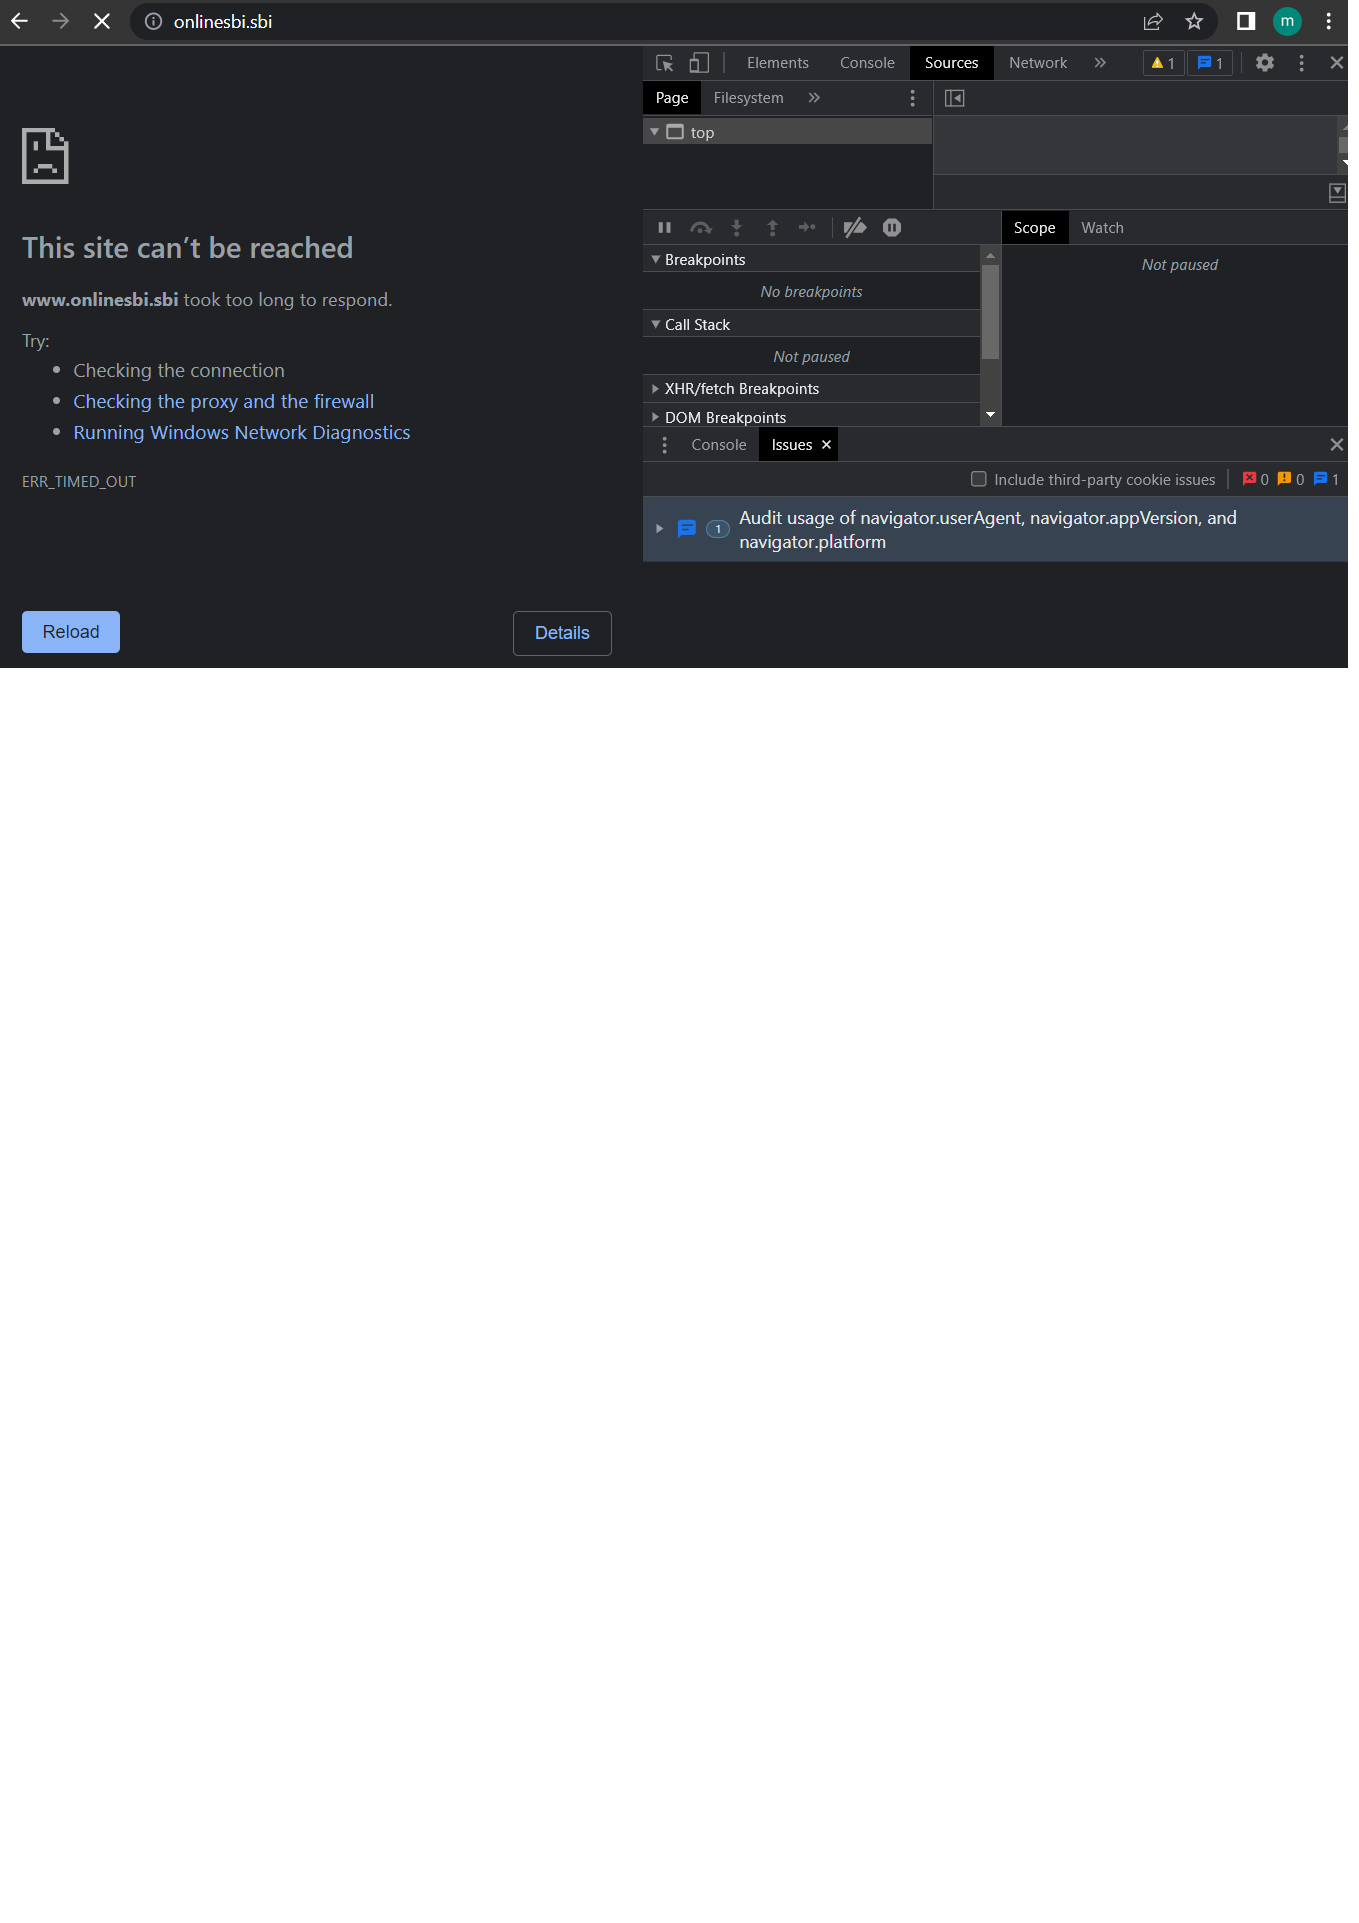 onlinesbi.sbi
m
This site can’t be reached
www.onlinesbi.sbi took too long to respond.
Try:
Checking the connection
Checking the proxy and the firewall
Running Windows Network Diagnostics
ERR_TIMED_OUT
Reload
Details
Elements
Console
Sources
Network
1
1
Page
Filesystem
top
Scope
Watch
Breakpoints
Not paused
No breakpoints
Call Stack
Not paused
XHR/fetch Breakpoints
DOM Breakpoints
Console
Issues
Include third-party cookie issues
0
0
1
1
Audit usage of navigator.userAgent, navigator.appVersion, and
navigator.platform